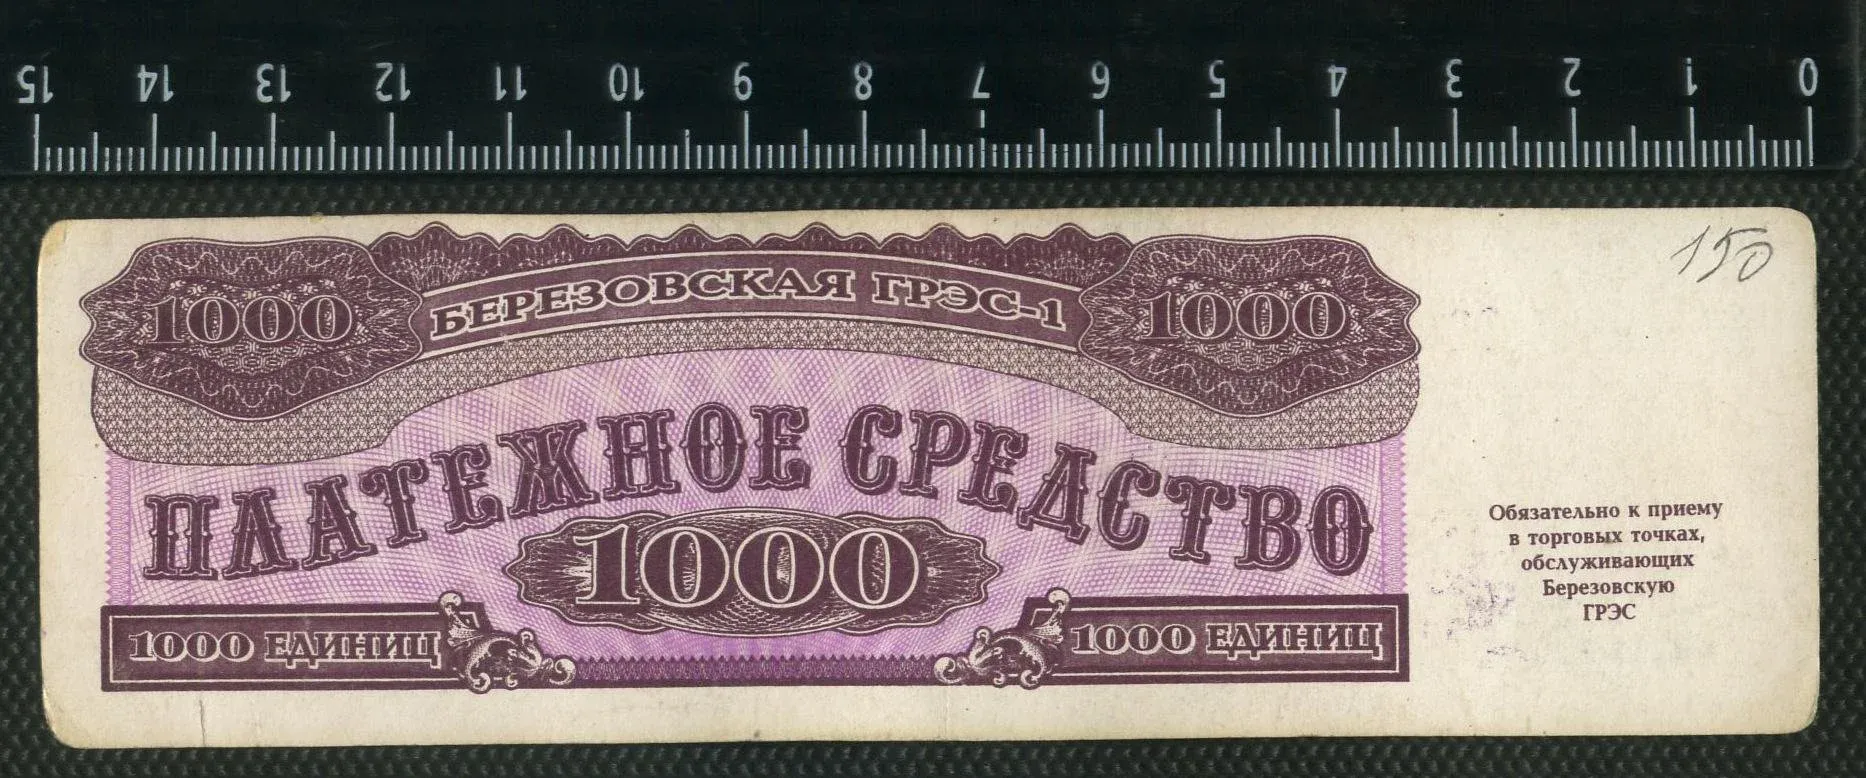 15 14 13 12 11 10 9 8 7 6 5 4 3 2 1 0
150
1000 БЕРЕЗОВСКАЯ ГРЭС-1 1000
ПЛАТЕЖНОЕ СРЕДСТВО
1000
1000 ЕДИНИЦ 1000 ЕДИНИЦ
Обязательно к приему
в торговых точках,
обслуживающих
Березовскую
ГРЭС